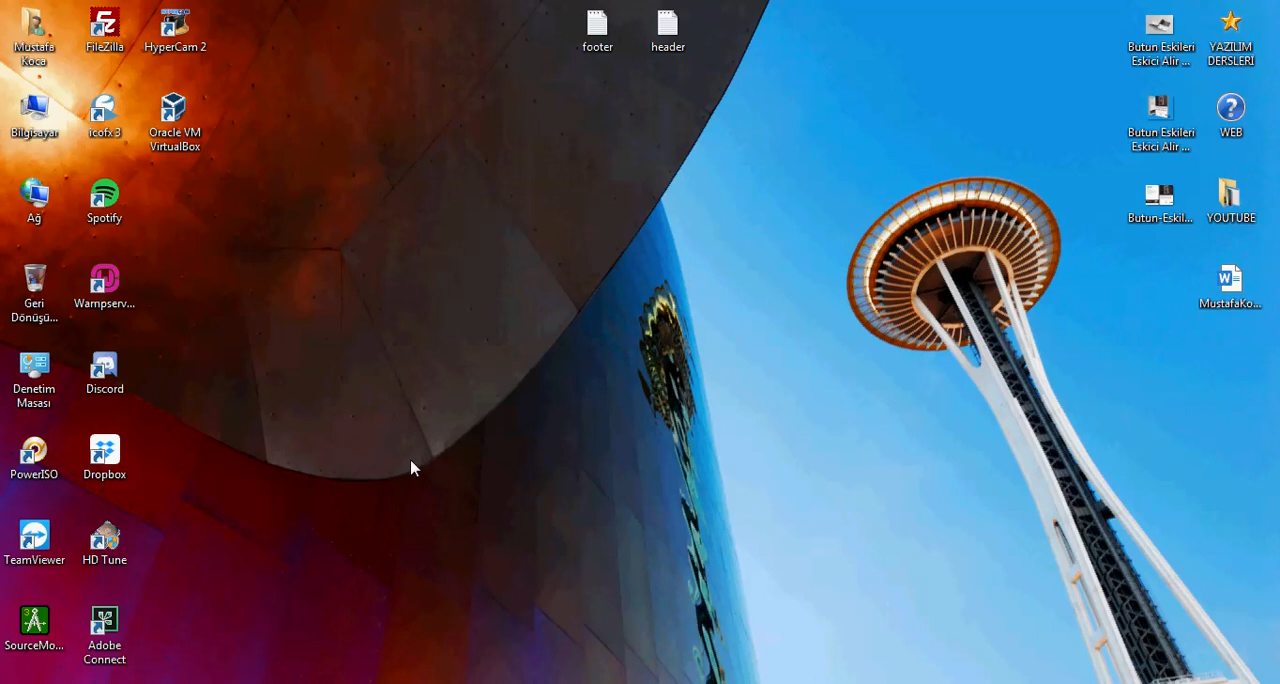 Mustafa
Koca
FileZilla
HyperCam 2
Bilgisayar
icofx 3
Oracle VM
VirtualBox
Ağ
Spotify
Geri
Dönüşü...
Wampserv...
Denetim
Masası
Discord
PowerISO
Dropbox
TeamViewer
HD Tune
SourceMo...
Adobe
Connect
footer
header
Butun Eskileri
Eskici Alir ...
YAZILIM
DERSLERİ
Butun Eskileri
Eskici Alir ...
WEB
Butun-Eskil...
YOUTUBE
MustafaKo...